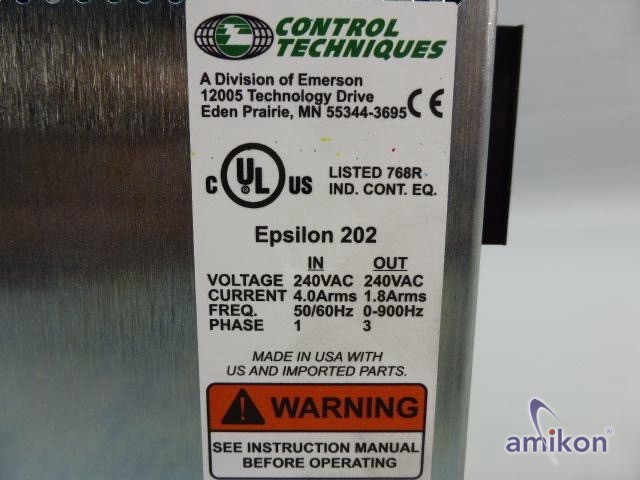 CONTROL
TECHNIQUES
A Division of Emerson
12005 Technology Drive
Eden Prairie, MN 55344-3695 CE
C UL ® US
LISTED 768R
IND. CONT. EQ.
Epsilon 202
IN OUT
VOLTAGE 240VAC 240VAC
CURRENT 4.0Arms 1.8Arms
FREQ. 50/60Hz 0-900Hz
PHASE 1 3
MADE IN USA WITH
US AND IMPORTED PARTS.
WARNING
SEE INSTRUCTION MANUAL
BEFORE OPERATING
amikon